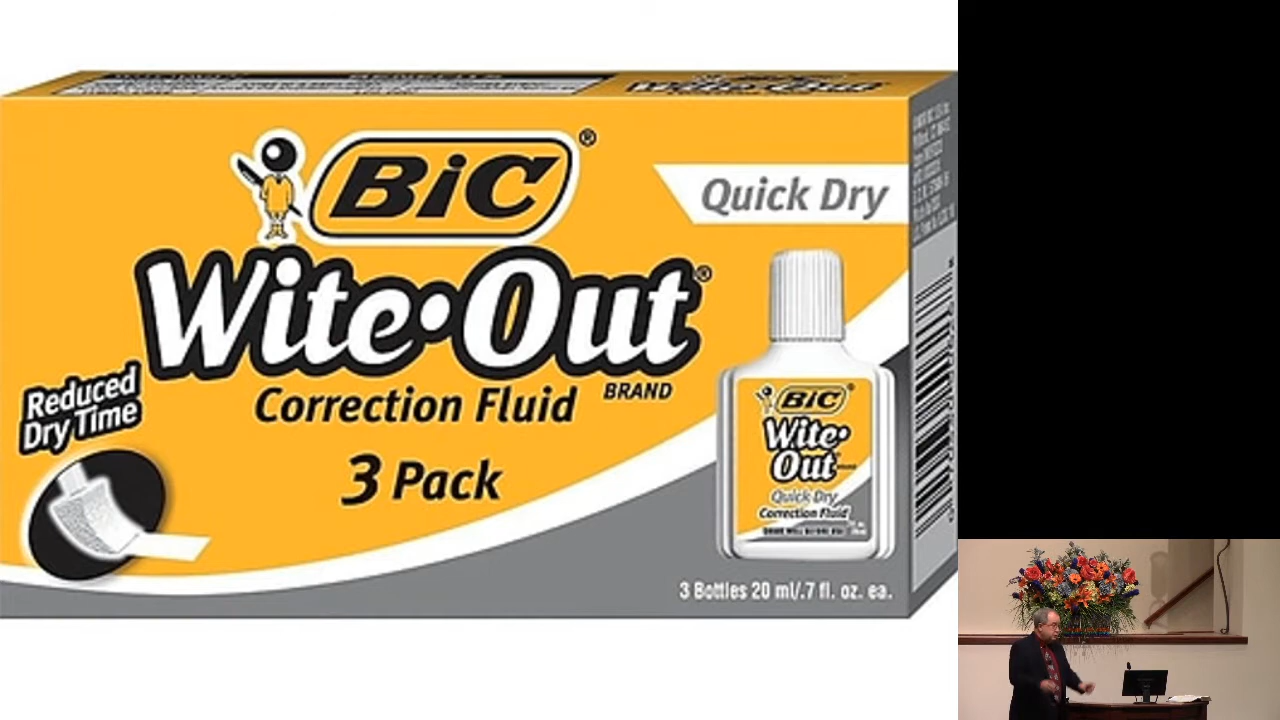 BiC®
Quick Dry
Wite•Out®
BRAND
Correction Fluid
Reduced
Dry Time
3 Pack
BiC®
Wite•
Out
Quick Dry
Correction Fluid
3 Bottles 20 ml/.7 fl. oz. ea.